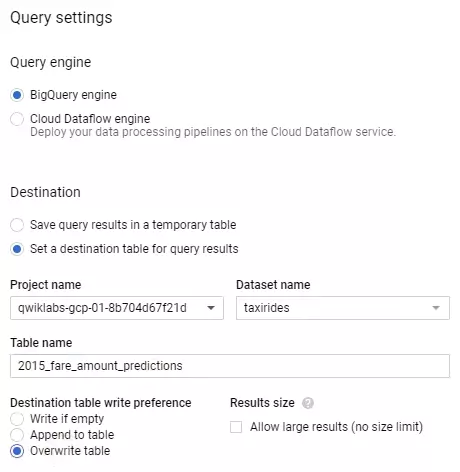 Query settings
Query engine
BigQuery engine
Cloud Dataflow engine
Deploy your data processing pipelines on the Cloud Dataflow service.
Destination
Save query results in a temporary table
Set a destination table for query results
Project name
Dataset name
qwiklabs-gcp-01-8b704d67f21d
taxirides
Table name
2015_fare_amount_predictions
Destination table write preference
Results size
Write if empty
Allow large results (no size limit)
Append to table
Overwrite table